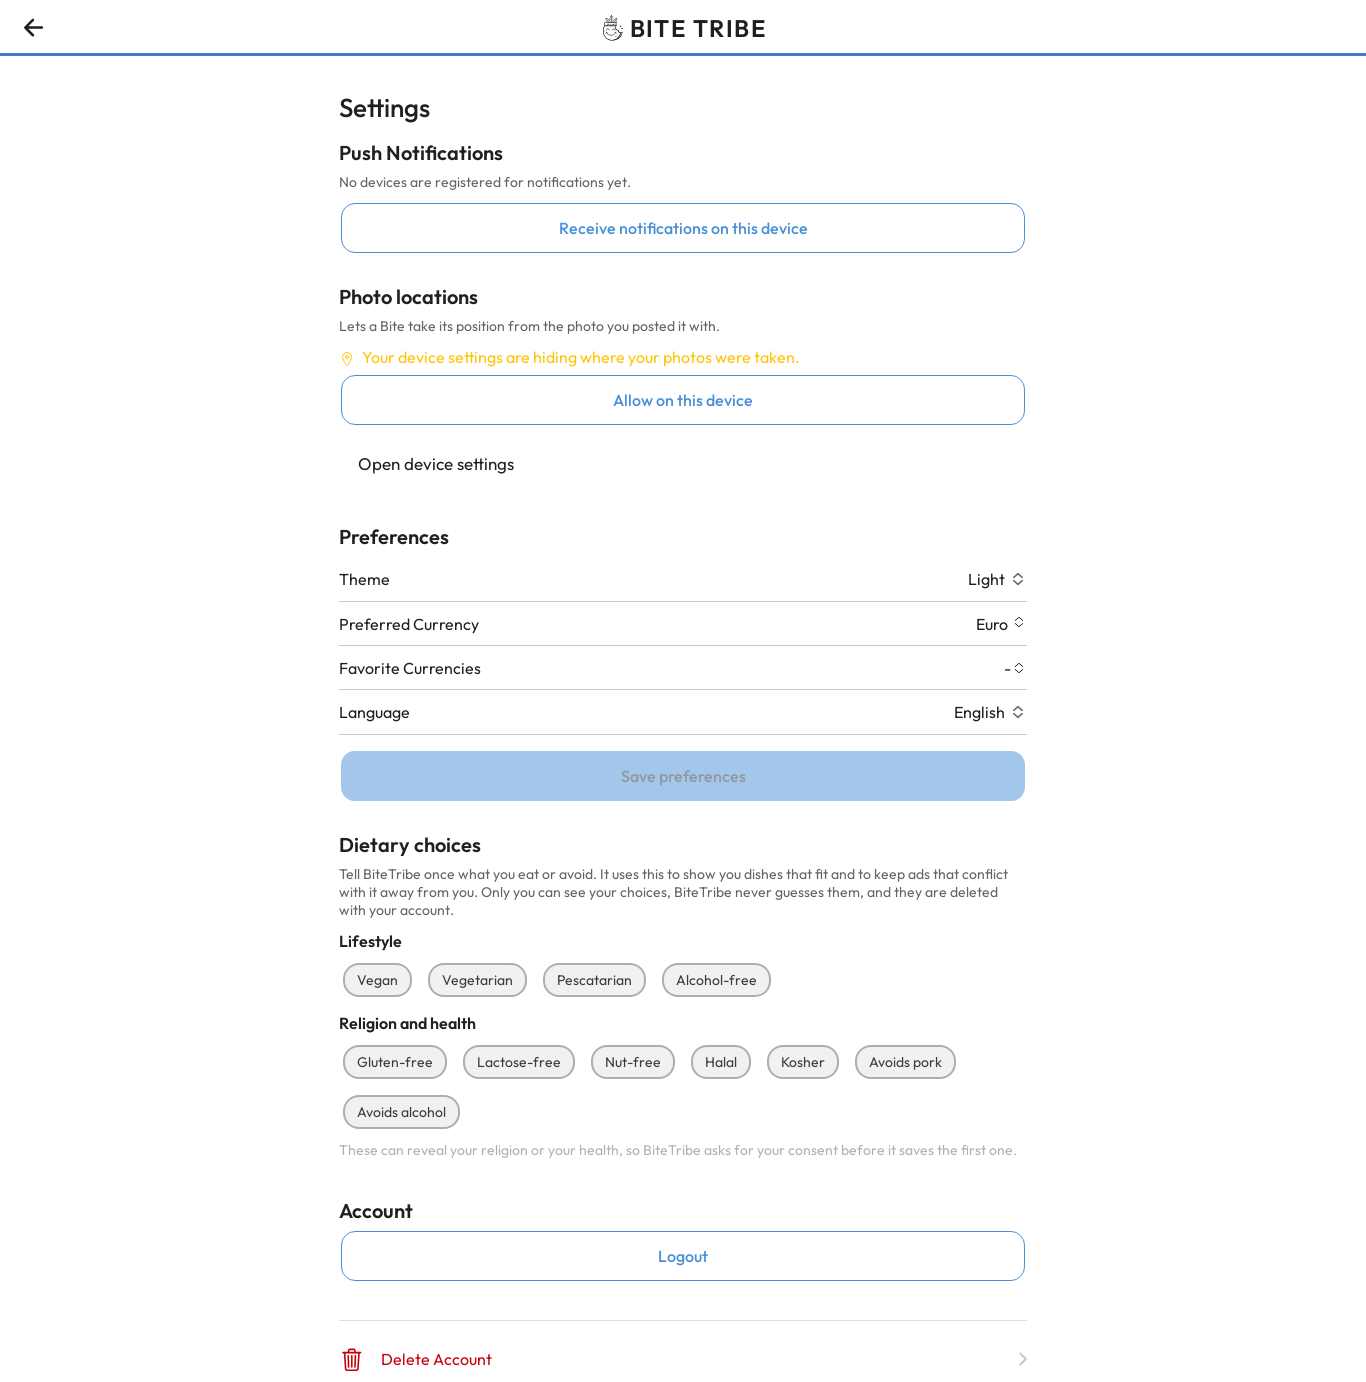 BITE TRIBE
Settings
Push Notifications
No devices are registered for notifications yet.
Receive notifications on this device
Photo locations
Lets a Bite take its position from the photo you posted it with.
Your device settings are hiding where your photos were taken.
Allow on this device
Open device settings
Preferences
Theme Light
Preferred Currency Euro
Favorite Currencies -
Language English
Save preferences
Dietary choices
Tell BiteTribe once what you eat or avoid. It uses this to show you dishes that fit and to keep ads that conflict
with it away from you. Only you can see your choices, BiteTribe never guesses them, and they are deleted
with your account.
Lifestyle
Vegan Vegetarian Pescatarian Alcohol-free
Religion and health
Gluten-free Lactose-free Nut-free Halal Kosher Avoids pork
Avoids alcohol
These can reveal your religion or your health, so BiteTribe asks for your consent before it saves the first one.
Account
Logout
Delete Account